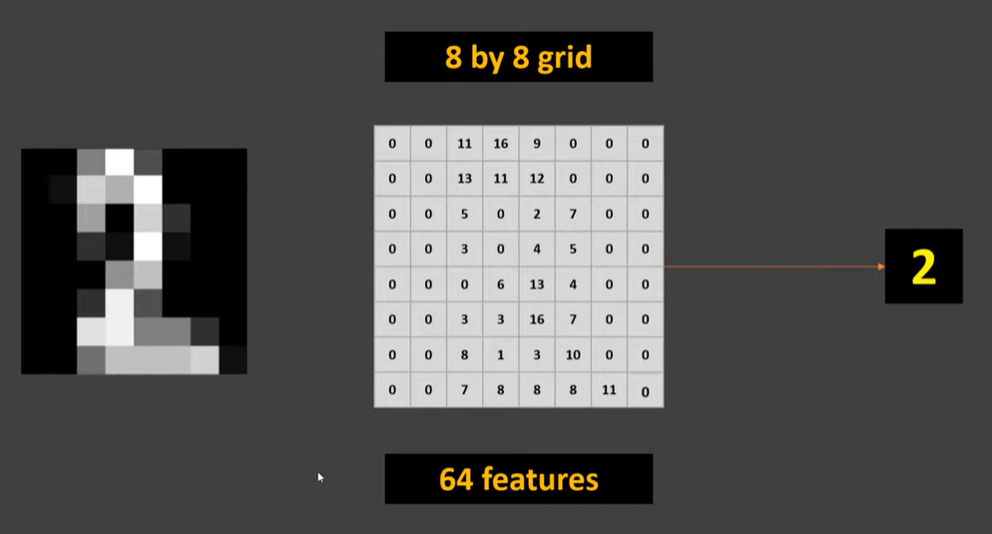 8 by 8 grid
0 0 11 16 9 0 0 0
0 0 13 11 12 0 0 0
0 0 5 0 2 7 0 0
0 0 3 0 4 5 0 0
2
0 0 0 6 13 4 0 0
0 0 3 3 16 7 0 0
0 0 8 1 3 10 0 0
0 0 7 8 8 8 11 0
64 features